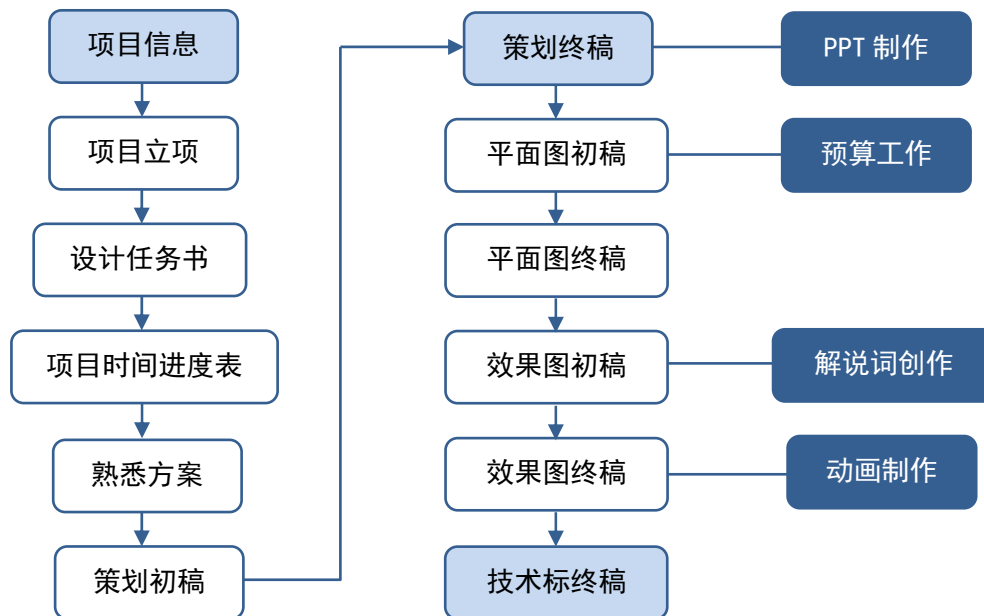 项目信息
项目立项
设计任务书
项目时间进度表
熟悉方案
策划初稿
策划终稿
PPT 制作
平面图初稿
预算工作
平面图终稿
效果图初稿
解说词创作
效果图终稿
动画制作
技术标终稿